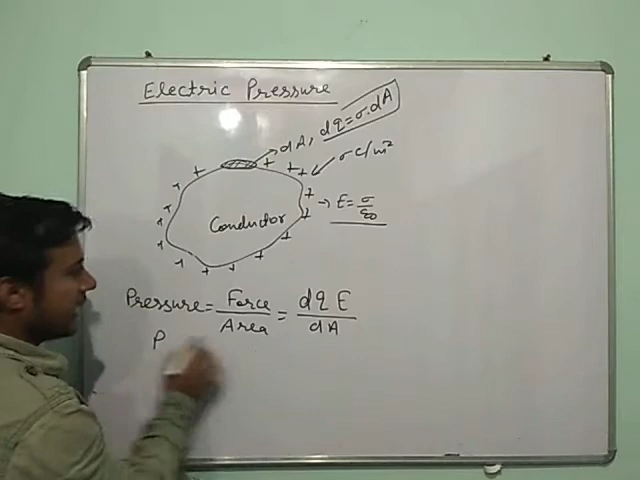 Electric Pressure
dA, dq=σ.dA
σ C/m²
E = σ/ε0
Conductor
Pressure = Force/Area = dq E/dA
P